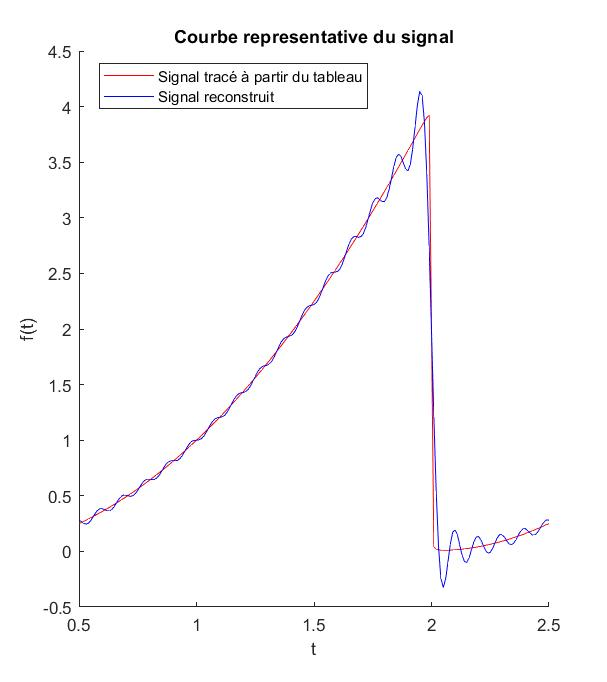 Courbe representative du signal
Signal tracé à partir du tableau
Signal reconstruit
4.5
4
3.5
3
2.5
2
1.5
1
0.5
0
-0.5
f(t)
0.5 1 1.5 2 2.5
t